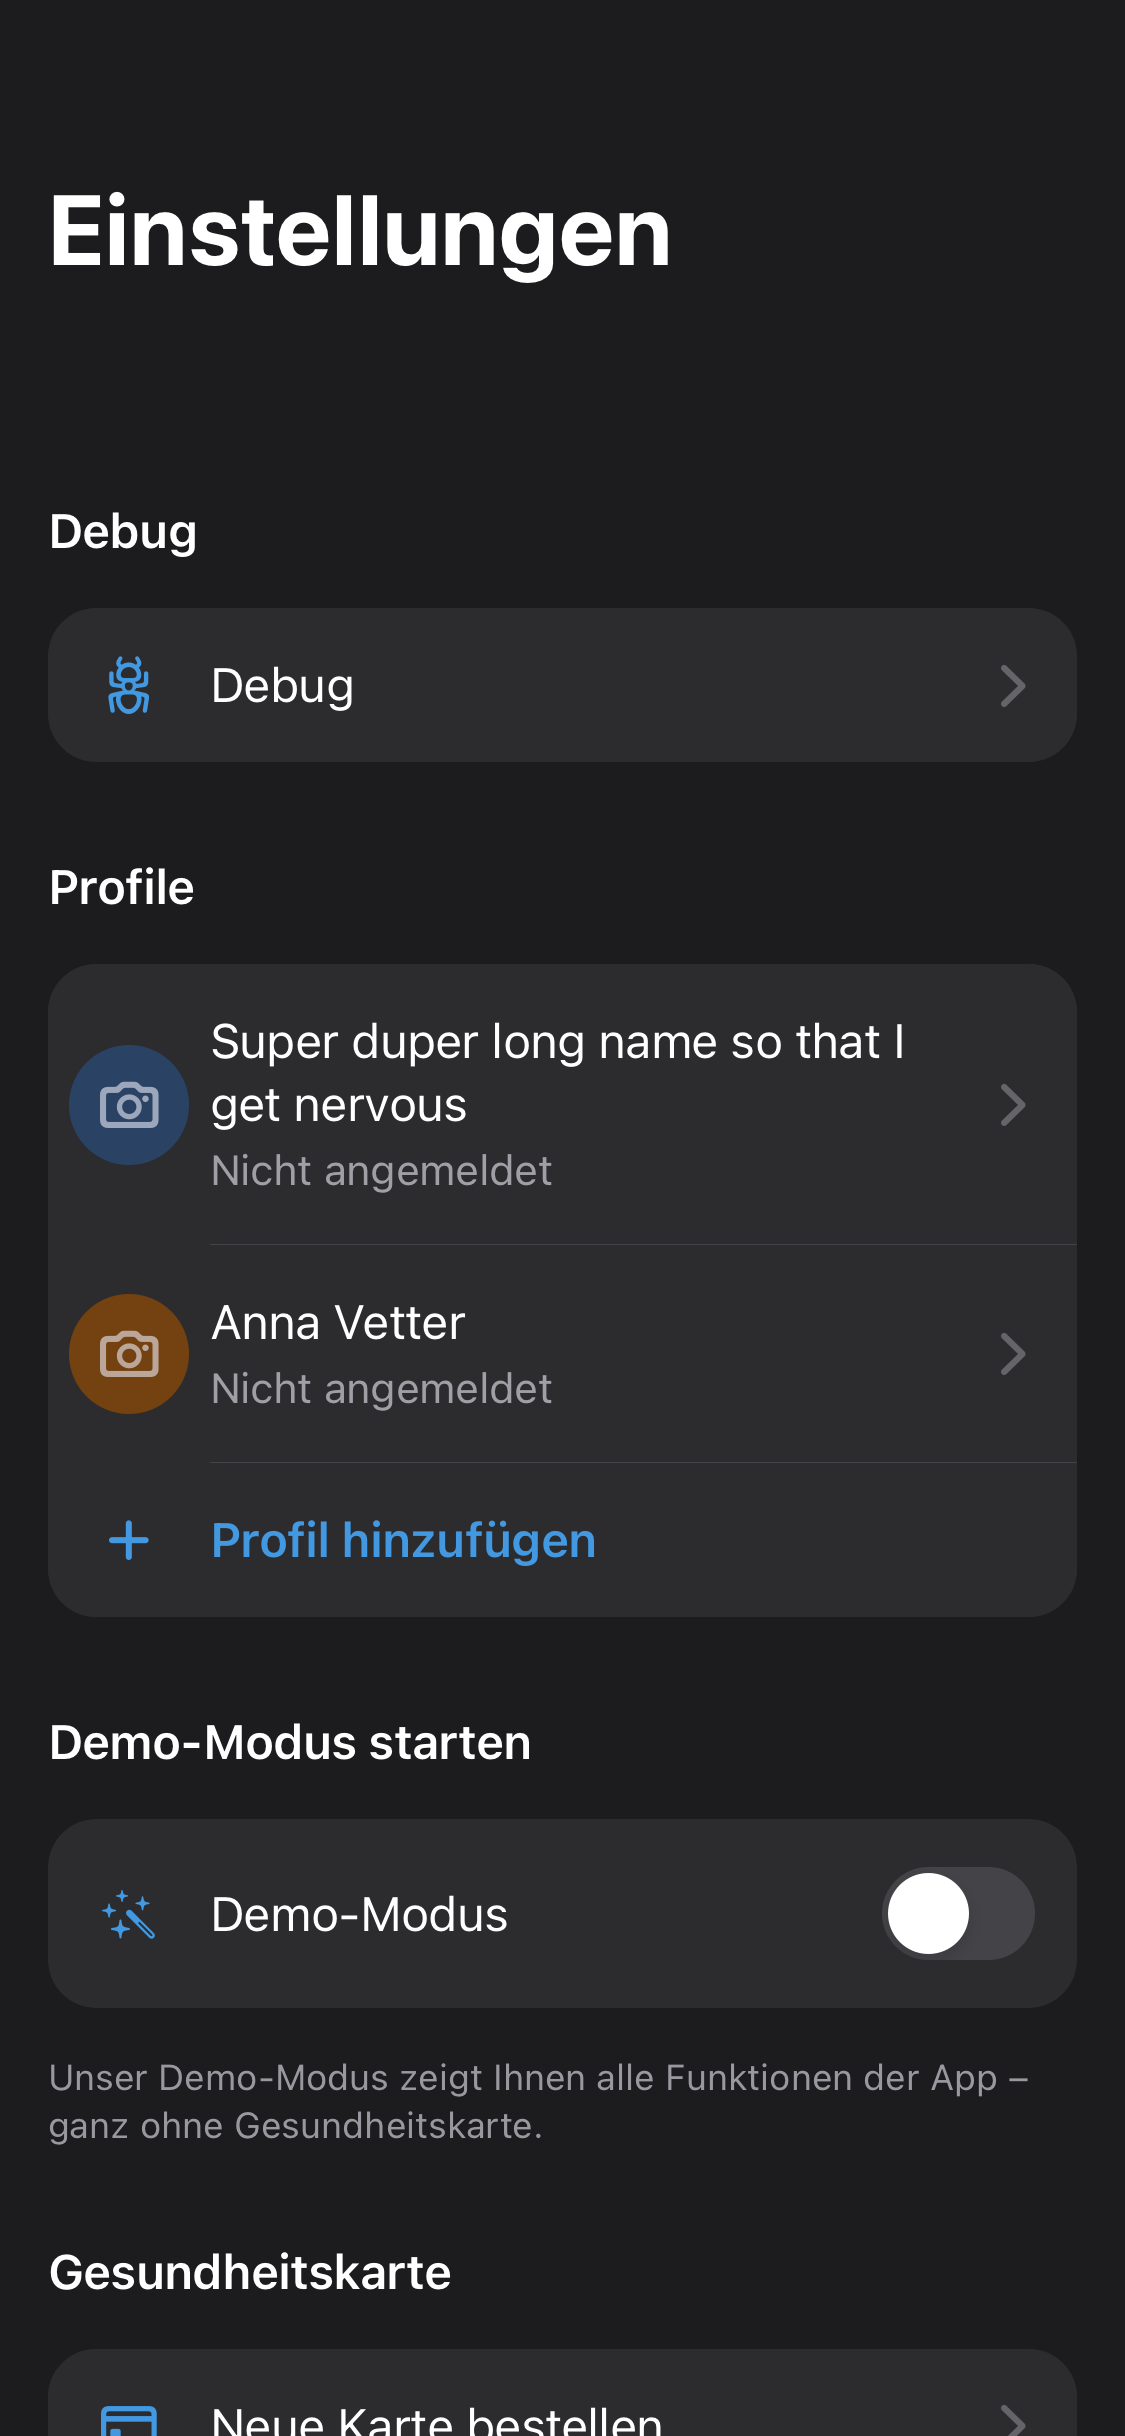 Einstellungen
Debug
Debug
Profile
Super duper long name so that I
get nervous
Nicht angemeldet
Anna Vetter
Nicht angemeldet
Profil hinzufügen
Demo-Modus starten
Demo-Modus
Unser Demo-Modus zeigt Ihnen alle Funktionen der App –
ganz ohne Gesundheitskarte.
Gesundheitskarte
Neue Karte bestellen